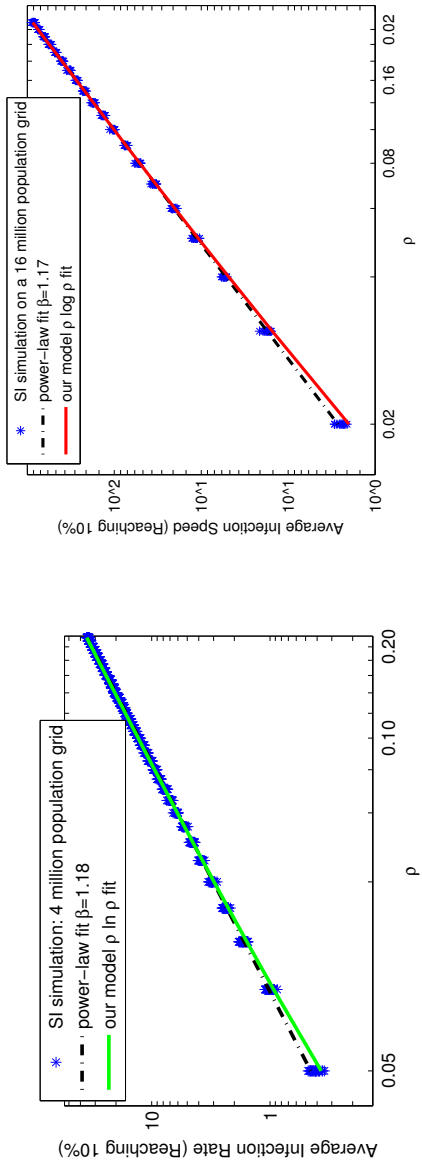 SI simulation: 4 million population grid
power−law fit β=1.18
our model ρ ln ρ fit
Average Infection Rate (Reaching 10%)
10
1
0.05
0.10
0.20
ρ
SI simulation on a 16 million population grid
power−law fit β=1.17
our model ρ log ρ fit
Average Infection Speed (Reaching 10%)
10^2
10^1
10^1
10^0
0.02
0.08
0.16
0.02
ρ